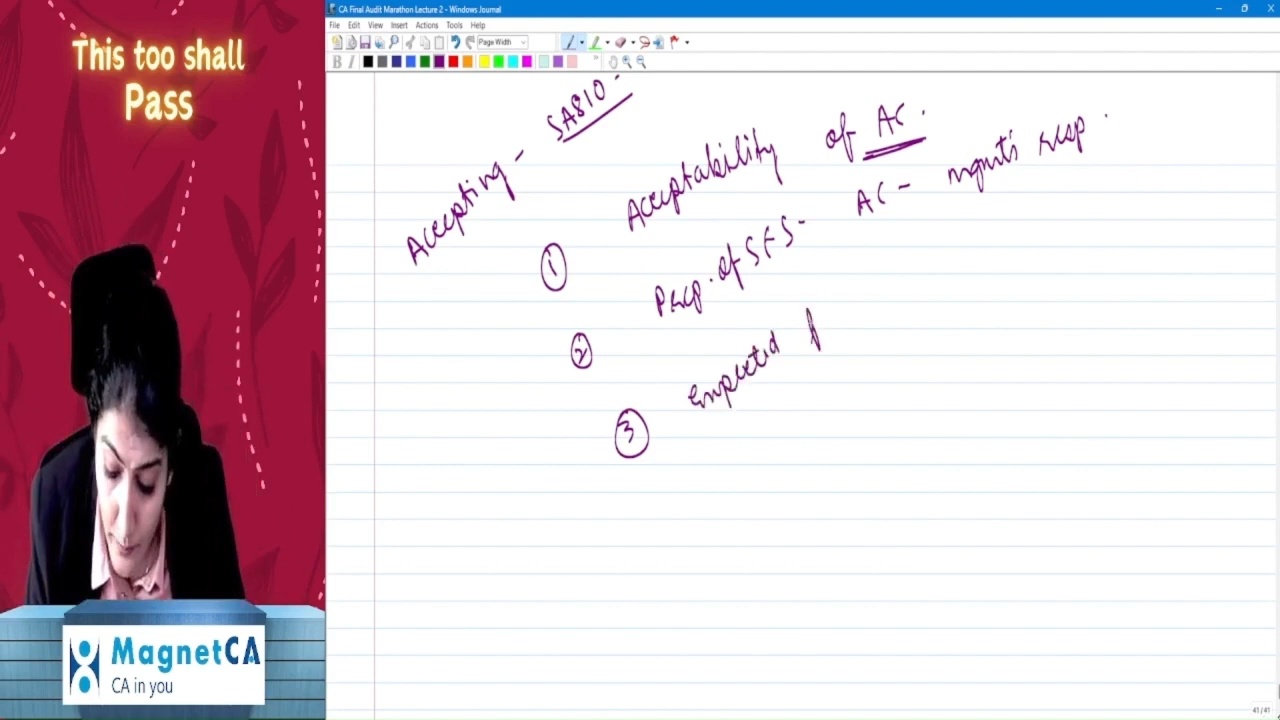 This too shall
Pass
CA Final Audit Marathon Lecture 2 - Windows Journal
File Edit View Insert Actions Tools Help
Page Width
B I
Accepting - SA810 -
① Acceptability of AC.
② Prep. of SFS - AC - mgmt's resp.
③ Expected f
MagnetCA
CA in you
41 / 41